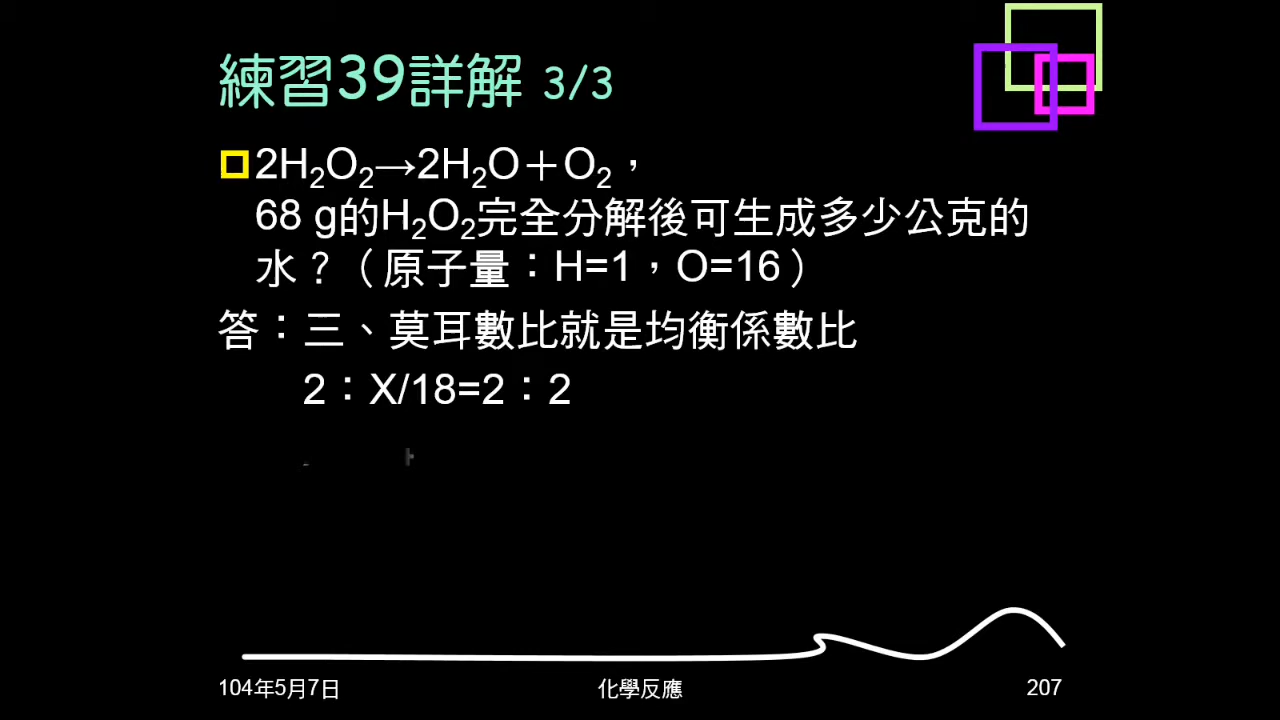 練習39詳解 3/3
2H₂O₂→2H₂O＋O₂，
68 g的H₂O₂完全分解後可生成多少公克的
水？（原子量：H=1，O=16）
答：三、莫耳數比就是均衡係數比
2：X/18=2：2
104年5月7日
化學反應
207